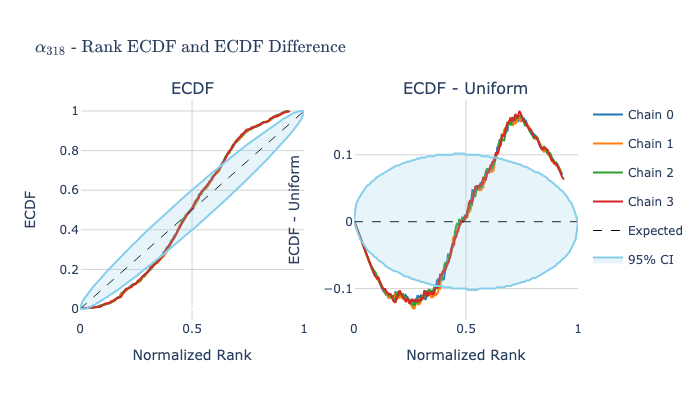 α318 - Rank ECDF and ECDF Difference
ECDF
ECDF - Uniform
ECDF
1
0.8
0.6
0.4
0.2
0
0
0.5
1
Normalized Rank
ECDF - Uniform
0.1
0
−0.1
0
0.5
1
Normalized Rank
Chain 0
Chain 1
Chain 2
Chain 3
Expected
95% CI